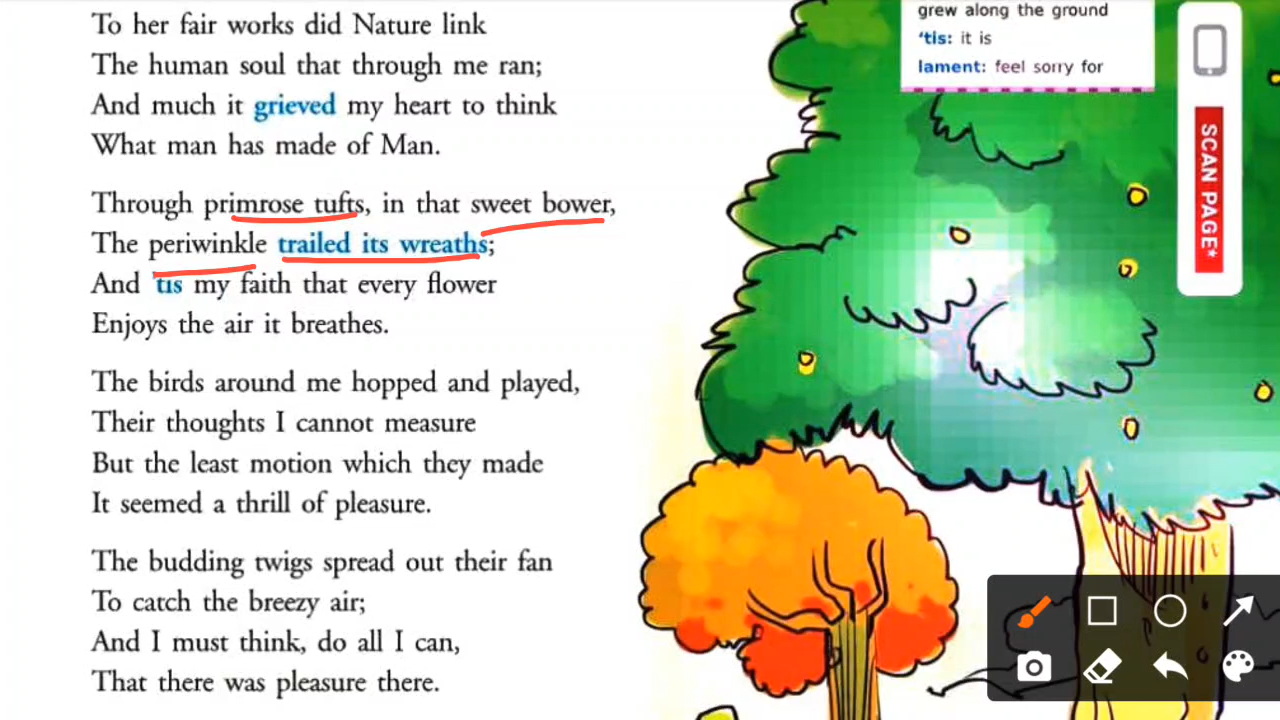 To her fair works did Nature link
The human soul that through me ran;
And much it grieved my heart to think
What man has made of Man.
Through primrose tufts, in that sweet bower,
The periwinkle trailed its wreaths;
And 'tis my faith that every flower
Enjoys the air it breathes.
The birds around me hopped and played,
Their thoughts I cannot measure
But the least motion which they made
It seemed a thrill of pleasure.
The budding twigs spread out their fan
To catch the breezy air;
And I must think, do all I can,
That there was pleasure there.
grew along the ground
‘tis: it is
lament: feel sorry for
SCAN PAGE*